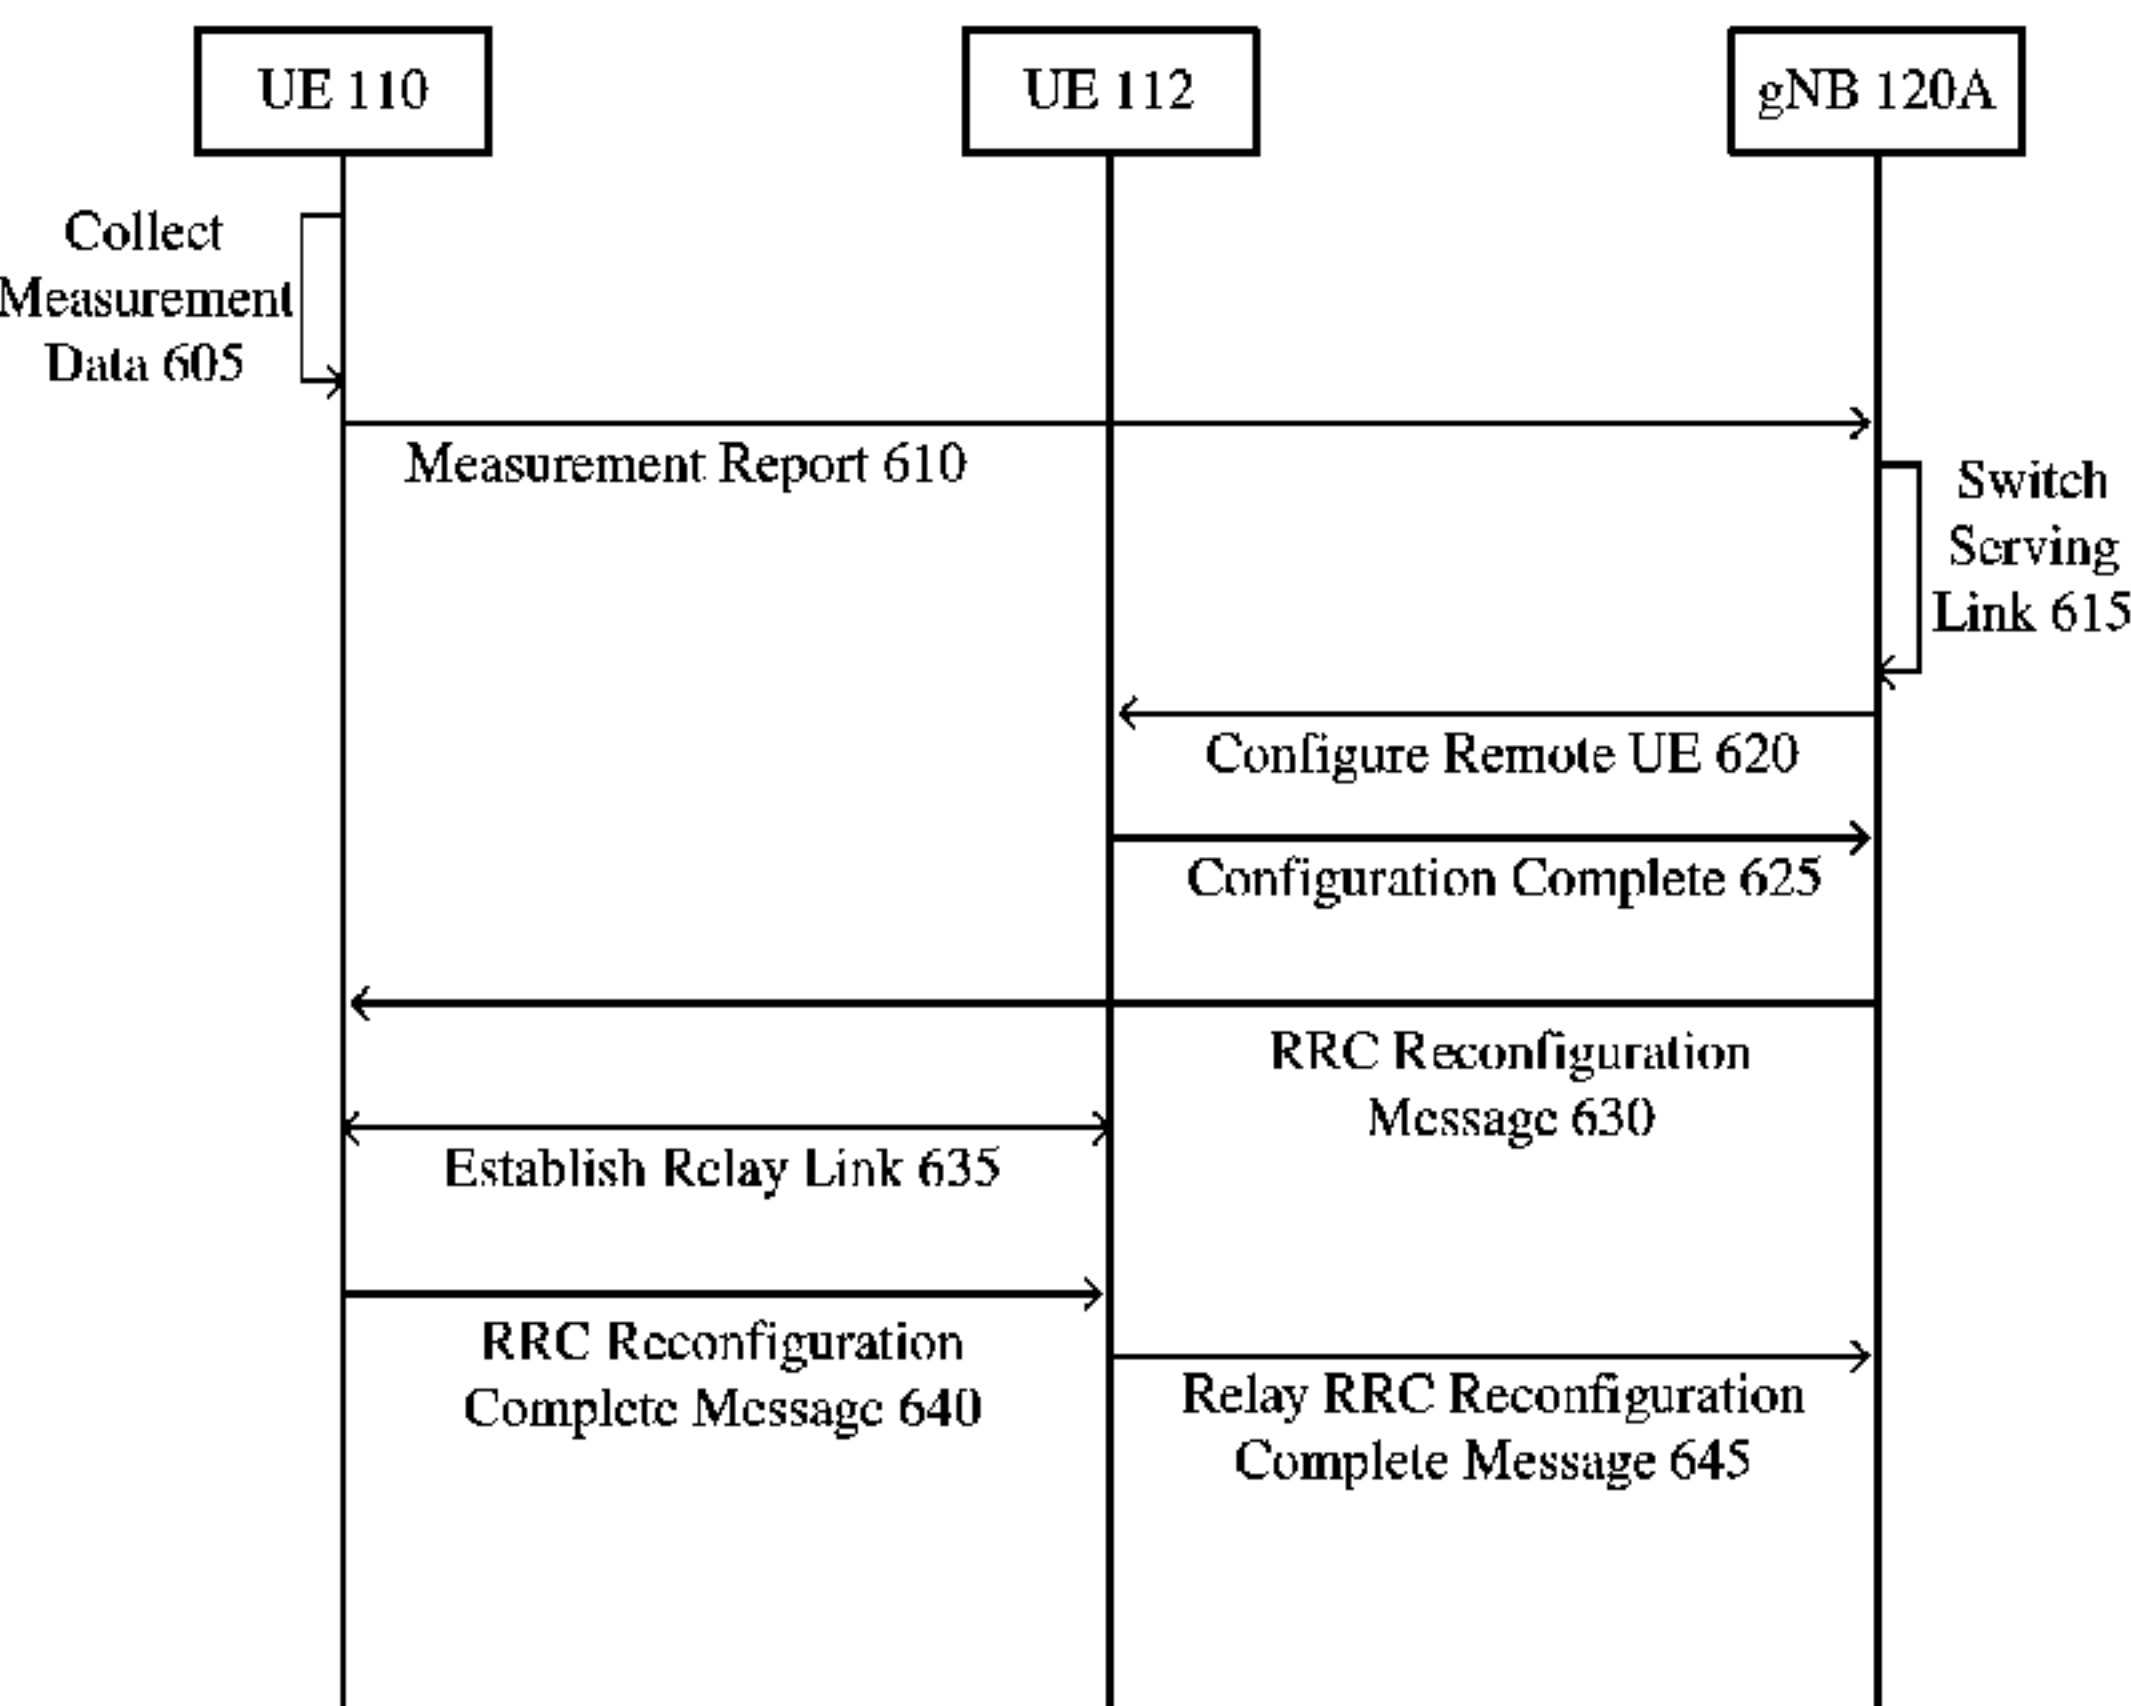 UE 110
UE 112
gNB 120A
Collect
Measurement
Data 605
Measurement Report 610
Switch
Serving
Link 615
Configure Remote UE 620
Configuration Complete 625
RRC Reconfiguration
Message 630
Establish Relay Link 635
RRC Reconfiguration
Complete Message 640
Relay RRC Reconfiguration
Complete Message 645